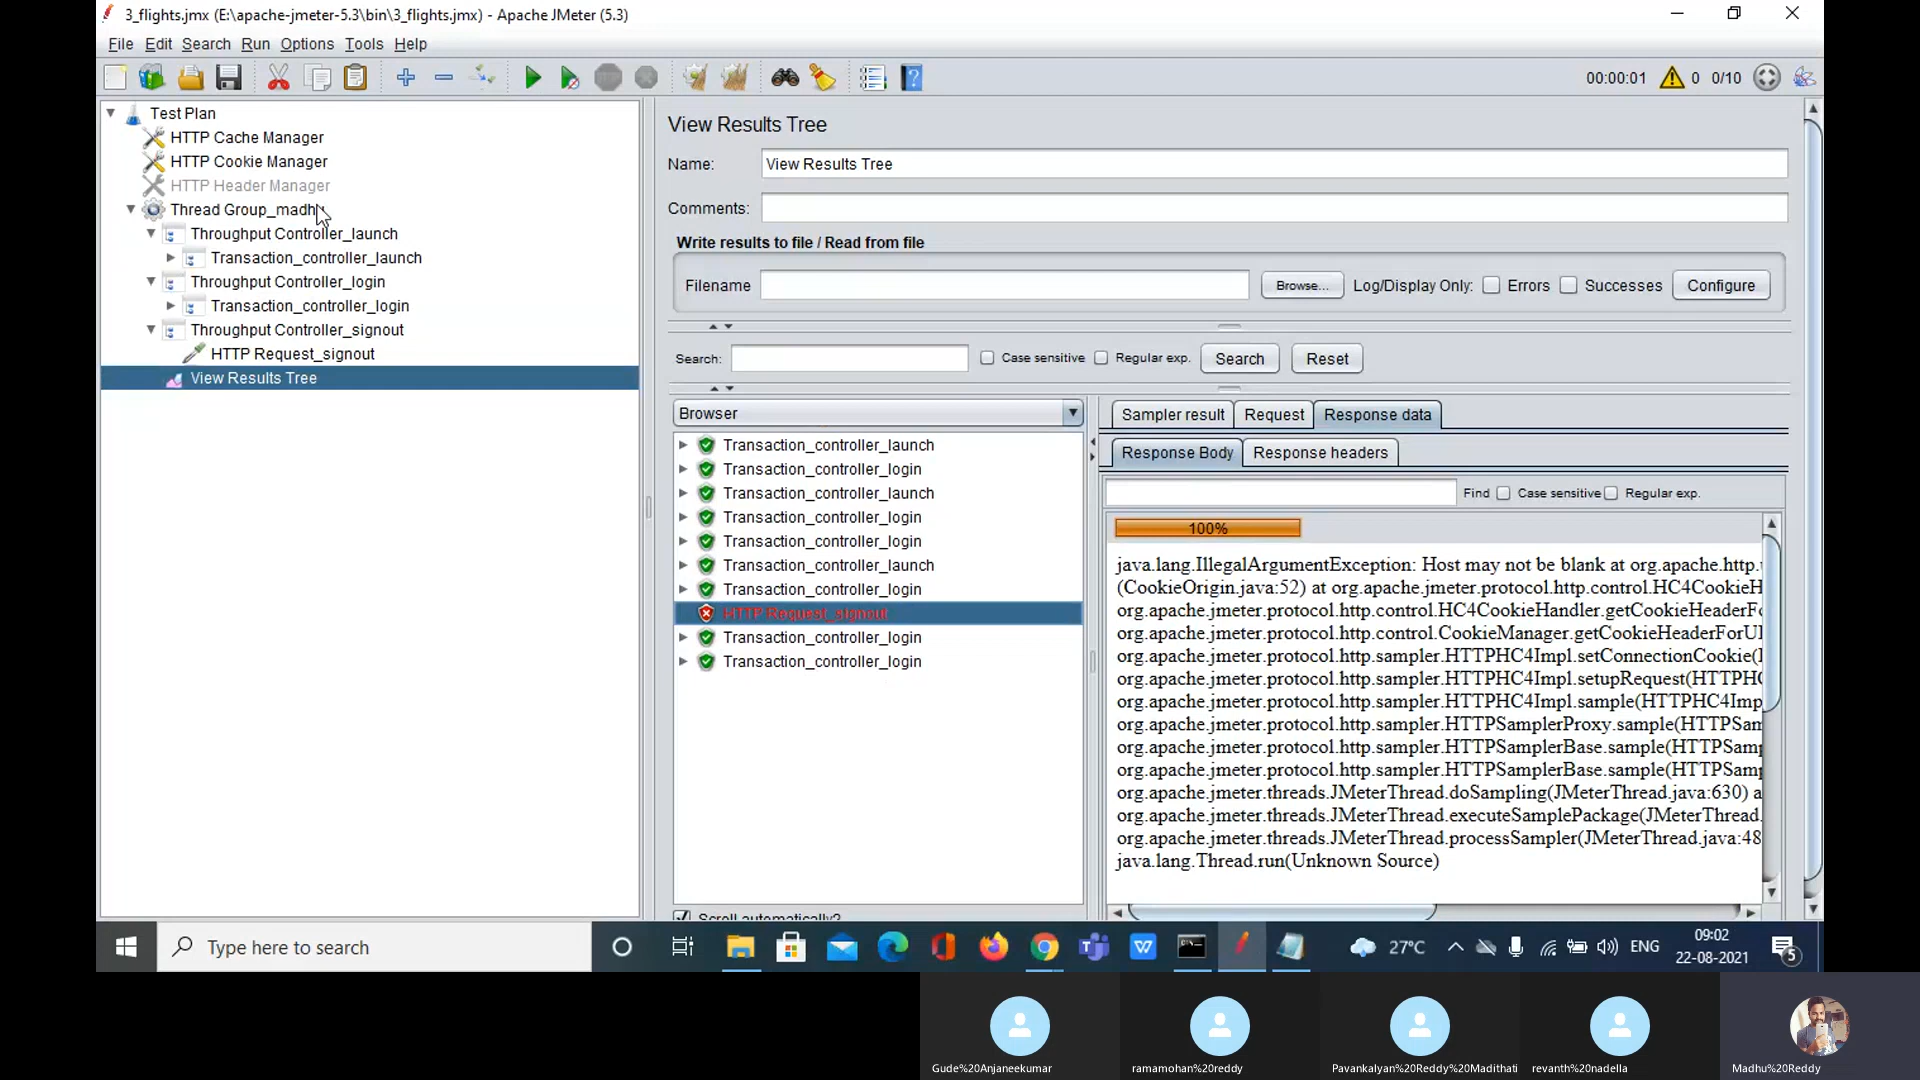 3_flights.jmx (E:\apache-jmeter-5.3\bin\3_flights.jmx) - Apache JMeter (5.3)
File Edit Search Run Options Tools Help
00:00:01 0 0/10
Test Plan
HTTP Cache Manager
HTTP Cookie Manager
HTTP Header Manager
Thread Group_madhu
Throughput Controller_launch
Transaction_controller_launch
Throughput Controller_login
Transaction_controller_login
Throughput Controller_signout
HTTP Request_signout
View Results Tree
View Results Tree
Name: View Results Tree
Comments:
Write results to file / Read from file
Filename Browse... Log/Display Only: Errors Successes Configure
Search: Case sensitive Regular exp. Search Reset
Browser
Transaction_controller_launch
Transaction_controller_login
Transaction_controller_launch
Transaction_controller_login
Transaction_controller_login
Transaction_controller_launch
Transaction_controller_login
HTTP Request_signout
Transaction_controller_login
Transaction_controller_login
Scroll automatically?
Sampler result Request Response data
Response Body Response headers
Find Case sensitive Regular exp.
100%
java.lang.IllegalArgumentException: Host may not be blank at org.apache.http.
(CookieOrigin.java:52) at org.apache.jmeter.protocol.http.control.HC4CookieH
org.apache.jmeter.protocol.http.control.HC4CookieHandler.getCookieHeaderFo
org.apache.jmeter.protocol.http.control.CookieManager.getCookieHeaderForU
org.apache.jmeter.protocol.http.sampler.HTTPHC4Impl.setConnectionCookie(
org.apache.jmeter.protocol.http.sampler.HTTPHC4Impl.setupRequest(HTTPHC
org.apache.jmeter.protocol.http.sampler.HTTPHC4Impl.sample(HTTPHC4Imp
org.apache.jmeter.protocol.http.sampler.HTTPSamplerProxy.sample(HTTPSam
org.apache.jmeter.protocol.http.sampler.HTTPSamplerBase.sample(HTTPSamp
org.apache.jmeter.protocol.http.sampler.HTTPSamplerBase.sample(HTTPSamp
org.apache.jmeter.threads.JMeterThread.doSampling(JMeterThread.java:630) a
org.apache.jmeter.threads.JMeterThread.executeSamplePackage(JMeterThread.
org.apache.jmeter.threads.JMeterThread.processSampler(JMeterThread.java:48
java.lang.Thread.run(Unknown Source)
Type here to search
27°C ENG
09:02
22-08-2021
5
Gude%20Anjaneekumar
ramamohan%20reddy
Pavankalyan%20Reddy%20Madithati
revanth%20nadella
Madhu%20Reddy